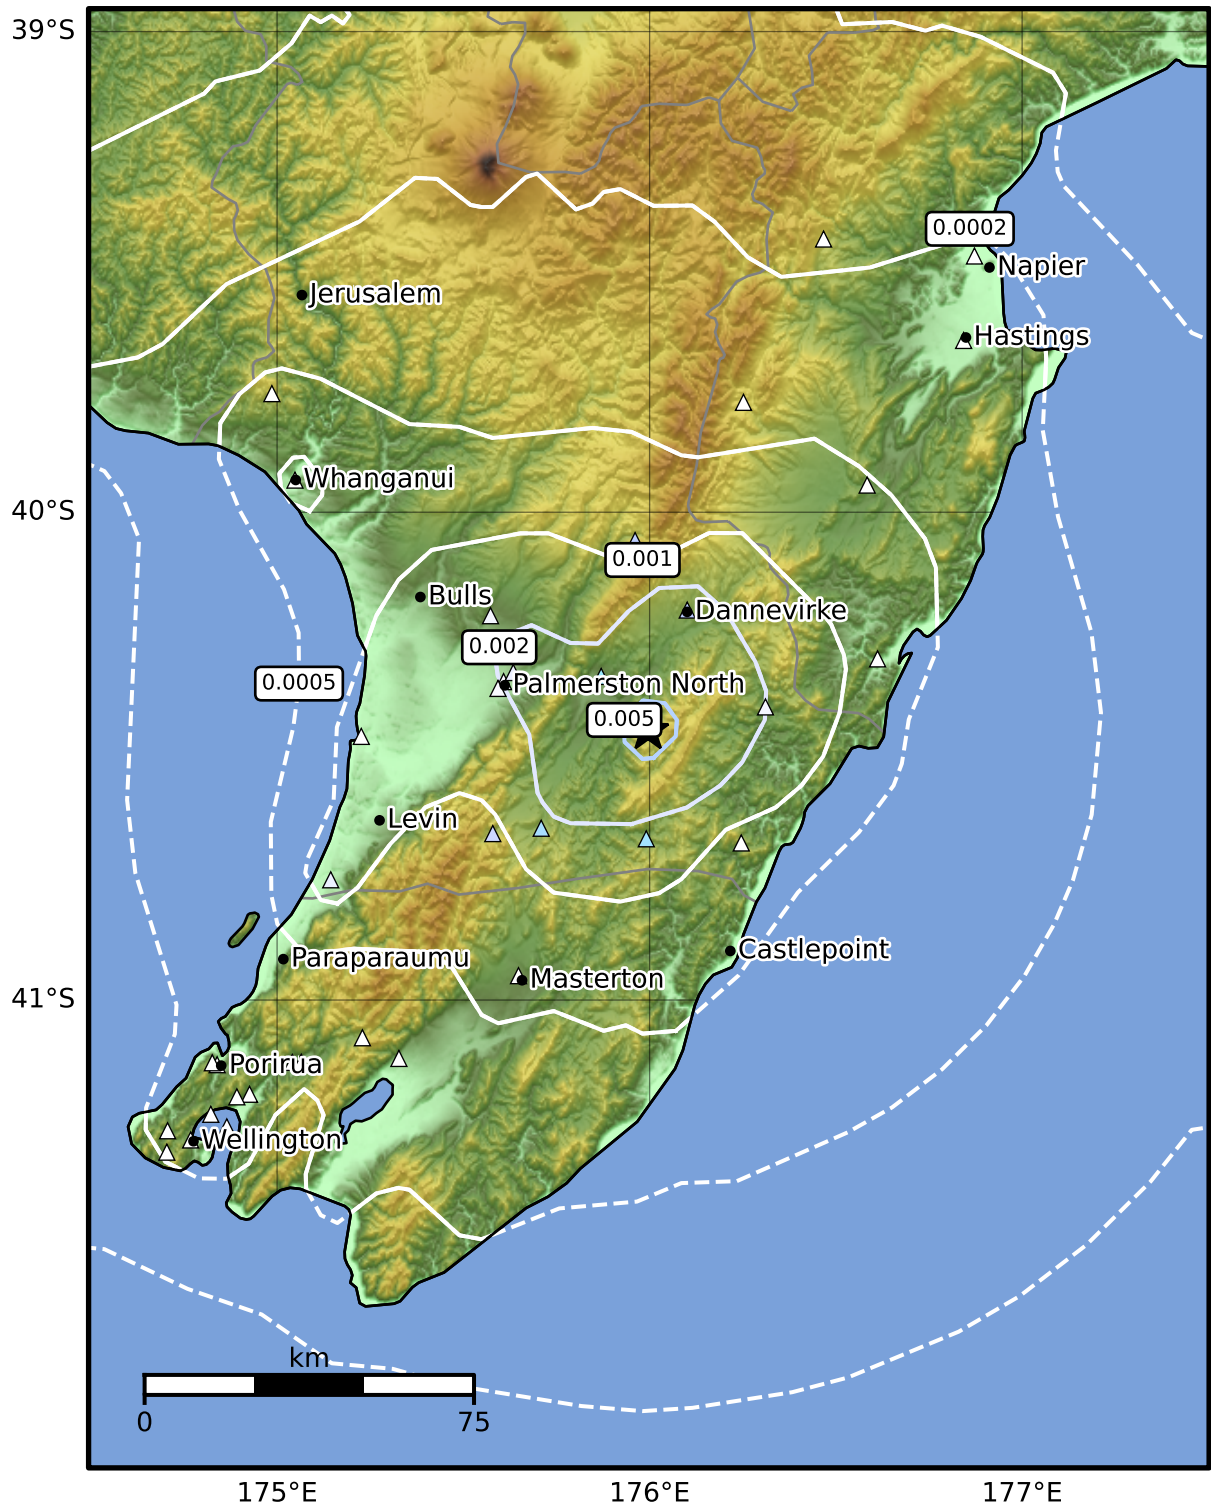 39°S
0.0002
Napier
Jerusalem
Hastings
Whanganui
40°S
0.001
Bulls
Dannevirke
0.002
Palmerston North
0.0005
0.005
Levin
Castlepoint
Paraparaumu
Masterton
41°S
Porirua
Wellington
km
0
75
175°E
176°E
177°E